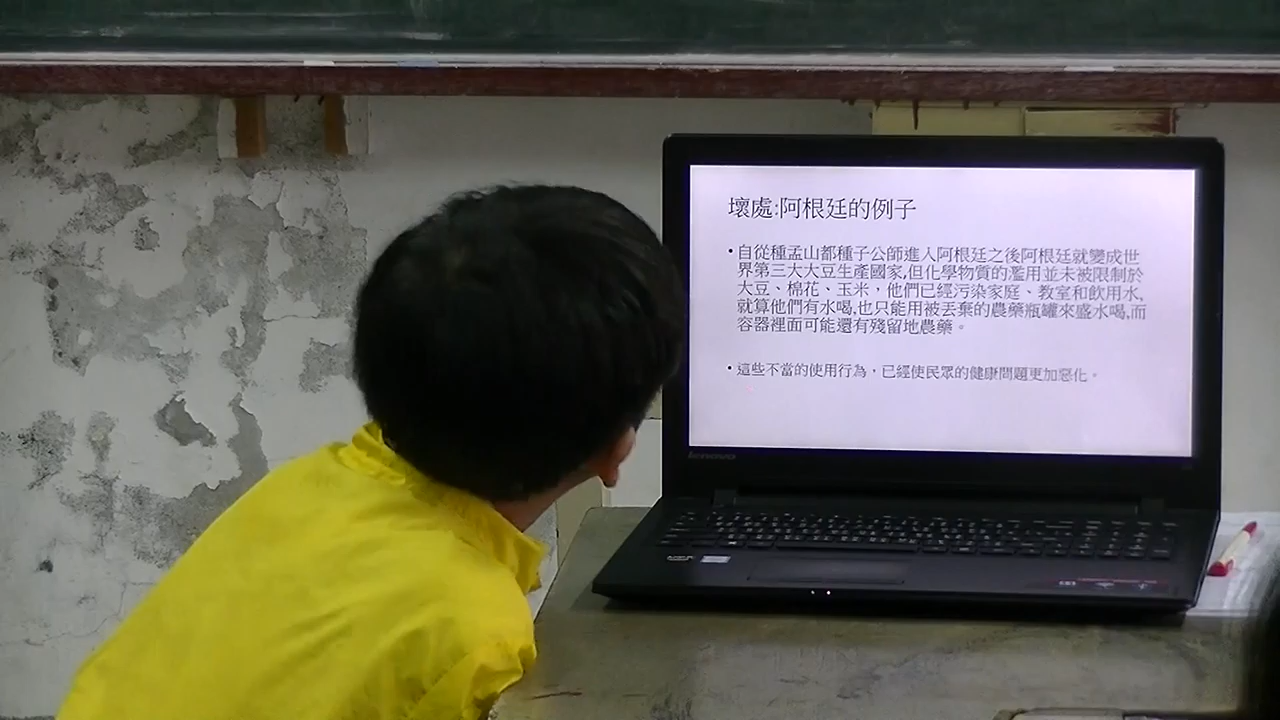 壞處:阿根廷的例子
•自從種孟山都種子公師進入阿根廷之後阿根廷就變成世
界第三大大豆生產國家,但化學物質的濫用並未被限制於
大豆、棉花、玉米，他們已經污染家庭、教室和飲用水,
就算他們有水喝,也只能用被丟棄的農藥瓶罐來盛水喝,而
容器裡面可能還有殘留地農藥。
•這些不當的使用行為，已經使民眾的健康問題更加惡化。
lenovo